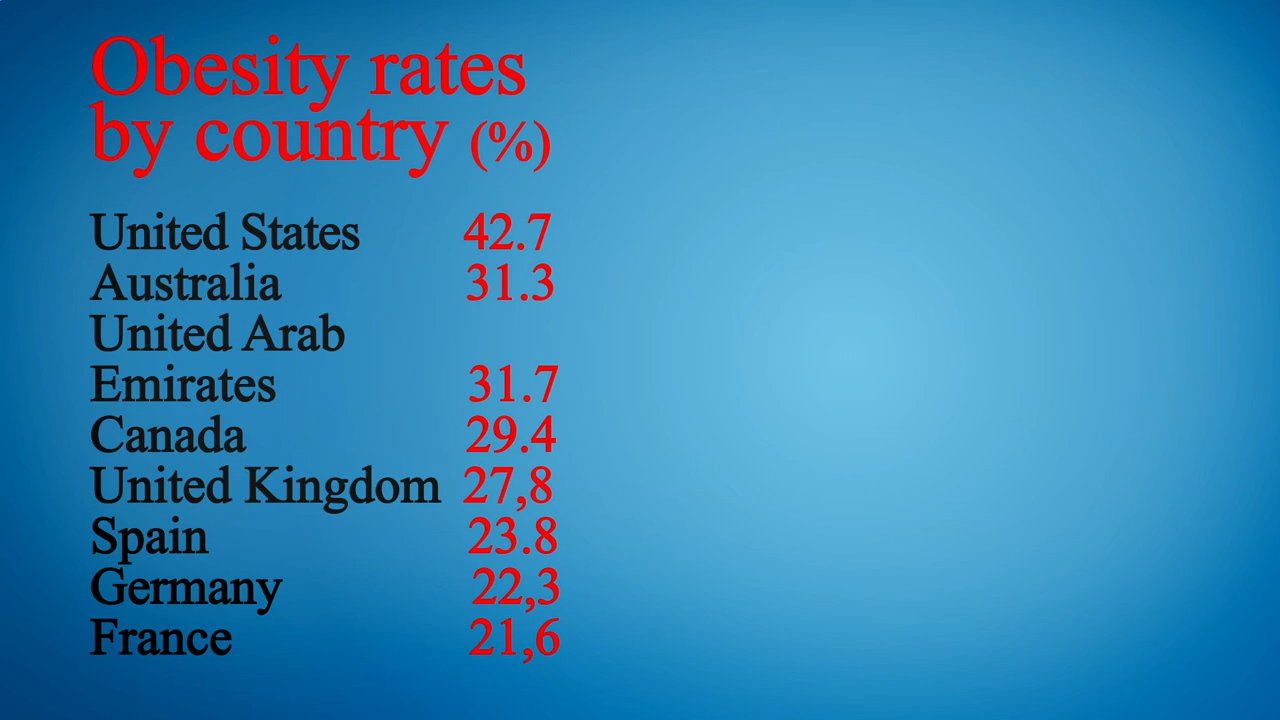 Obesity rates
by country (%)
United States 42.7
Australia 31.3
United Arab
Emirates 31.7
Canada 29.4
United Kingdom 27,8
Spain 23.8
Germany 22,3
France 21,6